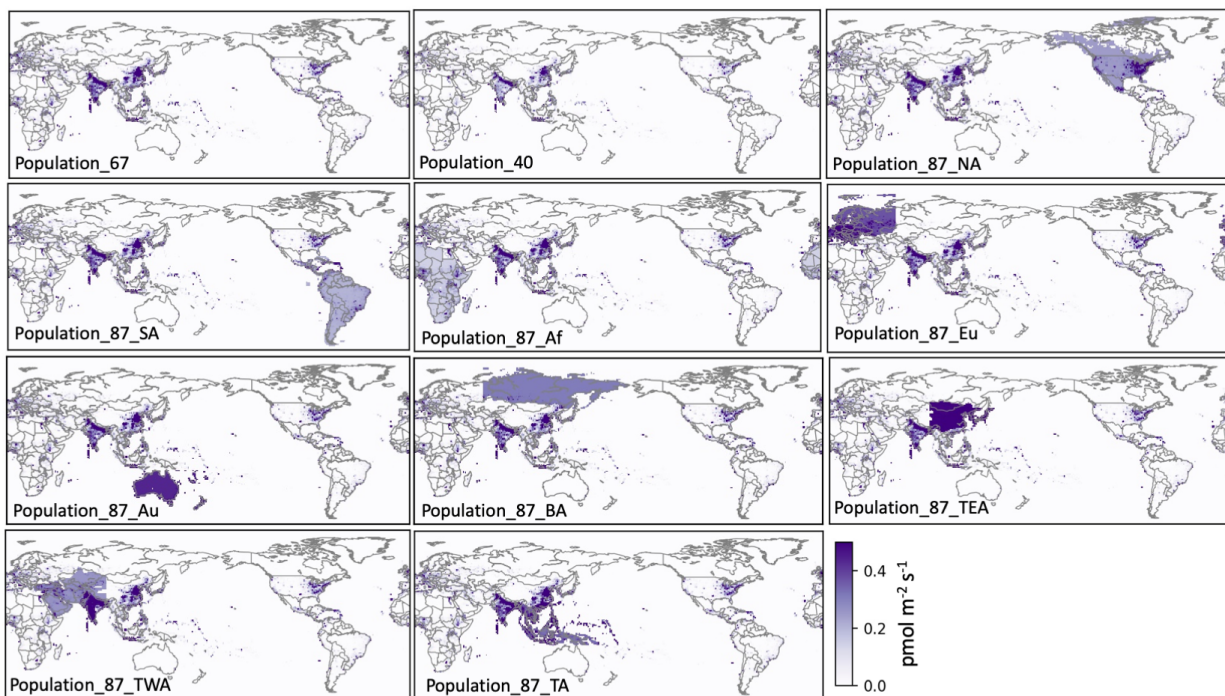 Population_67
Population_40
Population_87_NA
Population_87_SA
Population_87_Af
Population_87_Eu
Population_87_Au
Population_87_BA
Population_87_TEA
Population_87_TWA
Population_87_TA
0.4
0.2
0.0
pmol m⁻² s⁻¹